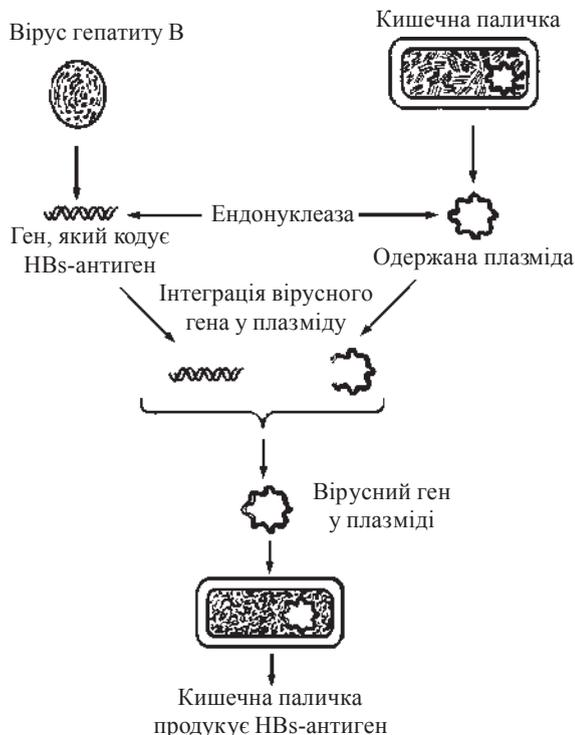 Вірус гепатиту В
Кишечна паличка
Ендонуклеаза
Ген, який кодує
HBs-антиген
Одержана плазміда
Інтеграція вірусного
гена у плазміду
Вірусний ген
у плазміді
Кишечна паличка
продукує HBs-антиген